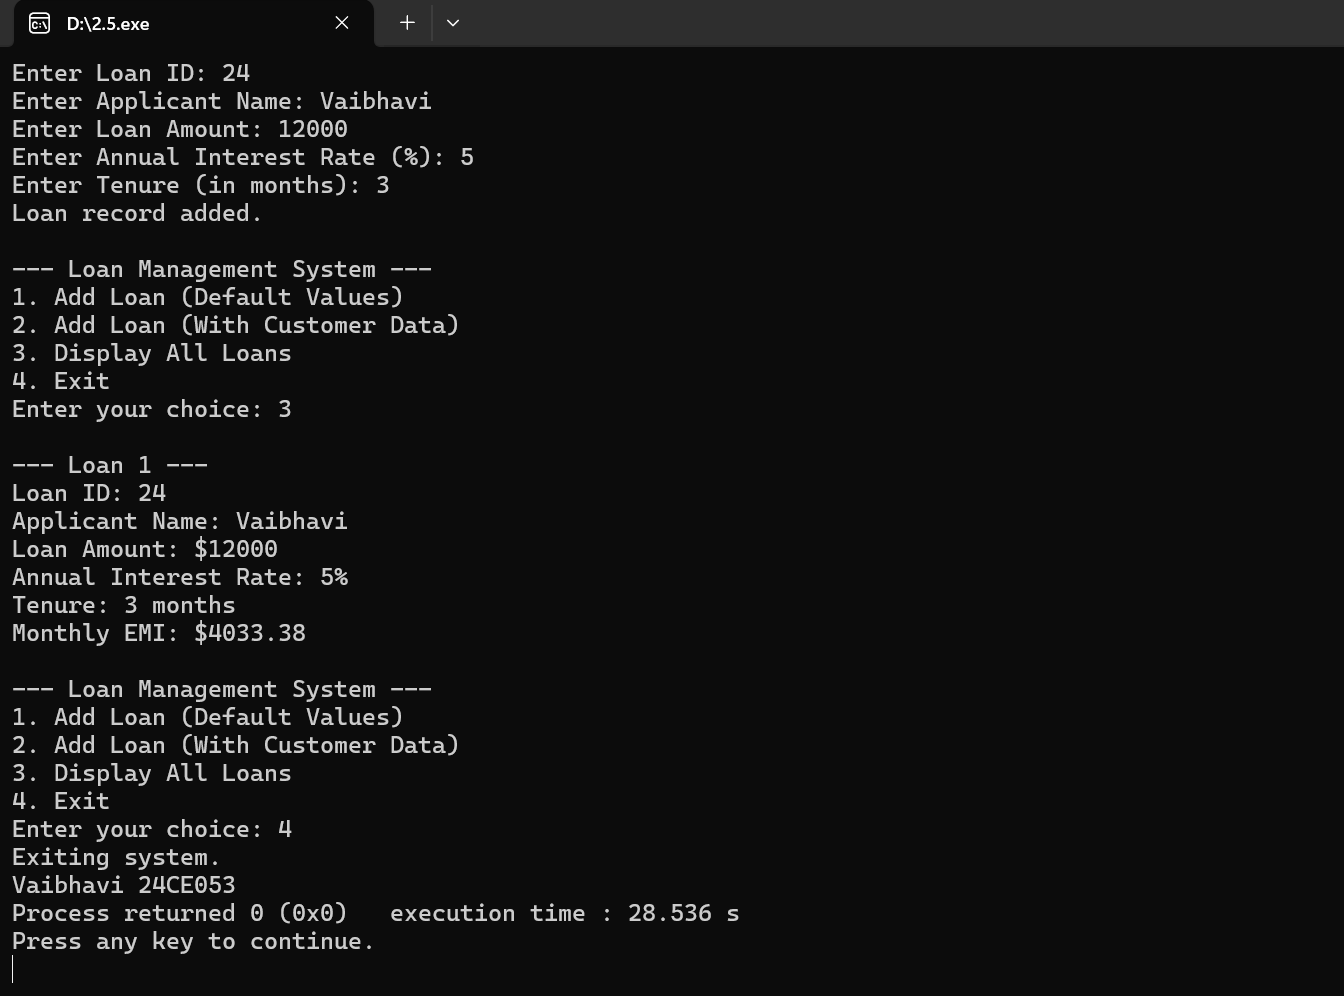 D:\2.5.exe
Enter Loan ID: 24
Enter Applicant Name: Vaibhavi
Enter Loan Amount: 12000
Enter Annual Interest Rate (%): 5
Enter Tenure (in months): 3
Loan record added.
--- Loan Management System ---
1. Add Loan (Default Values)
2. Add Loan (With Customer Data)
3. Display All Loans
4. Exit
Enter your choice: 3
--- Loan 1 ---
Loan ID: 24
Applicant Name: Vaibhavi
Loan Amount: $12000
Annual Interest Rate: 5%
Tenure: 3 months
Monthly EMI: $4033.38
--- Loan Management System ---
1. Add Loan (Default Values)
2. Add Loan (With Customer Data)
3. Display All Loans
4. Exit
Enter your choice: 4
Exiting system.
Vaibhavi 24CE053
Process returned 0 (0x0)   execution time : 28.536 s
Press any key to continue.